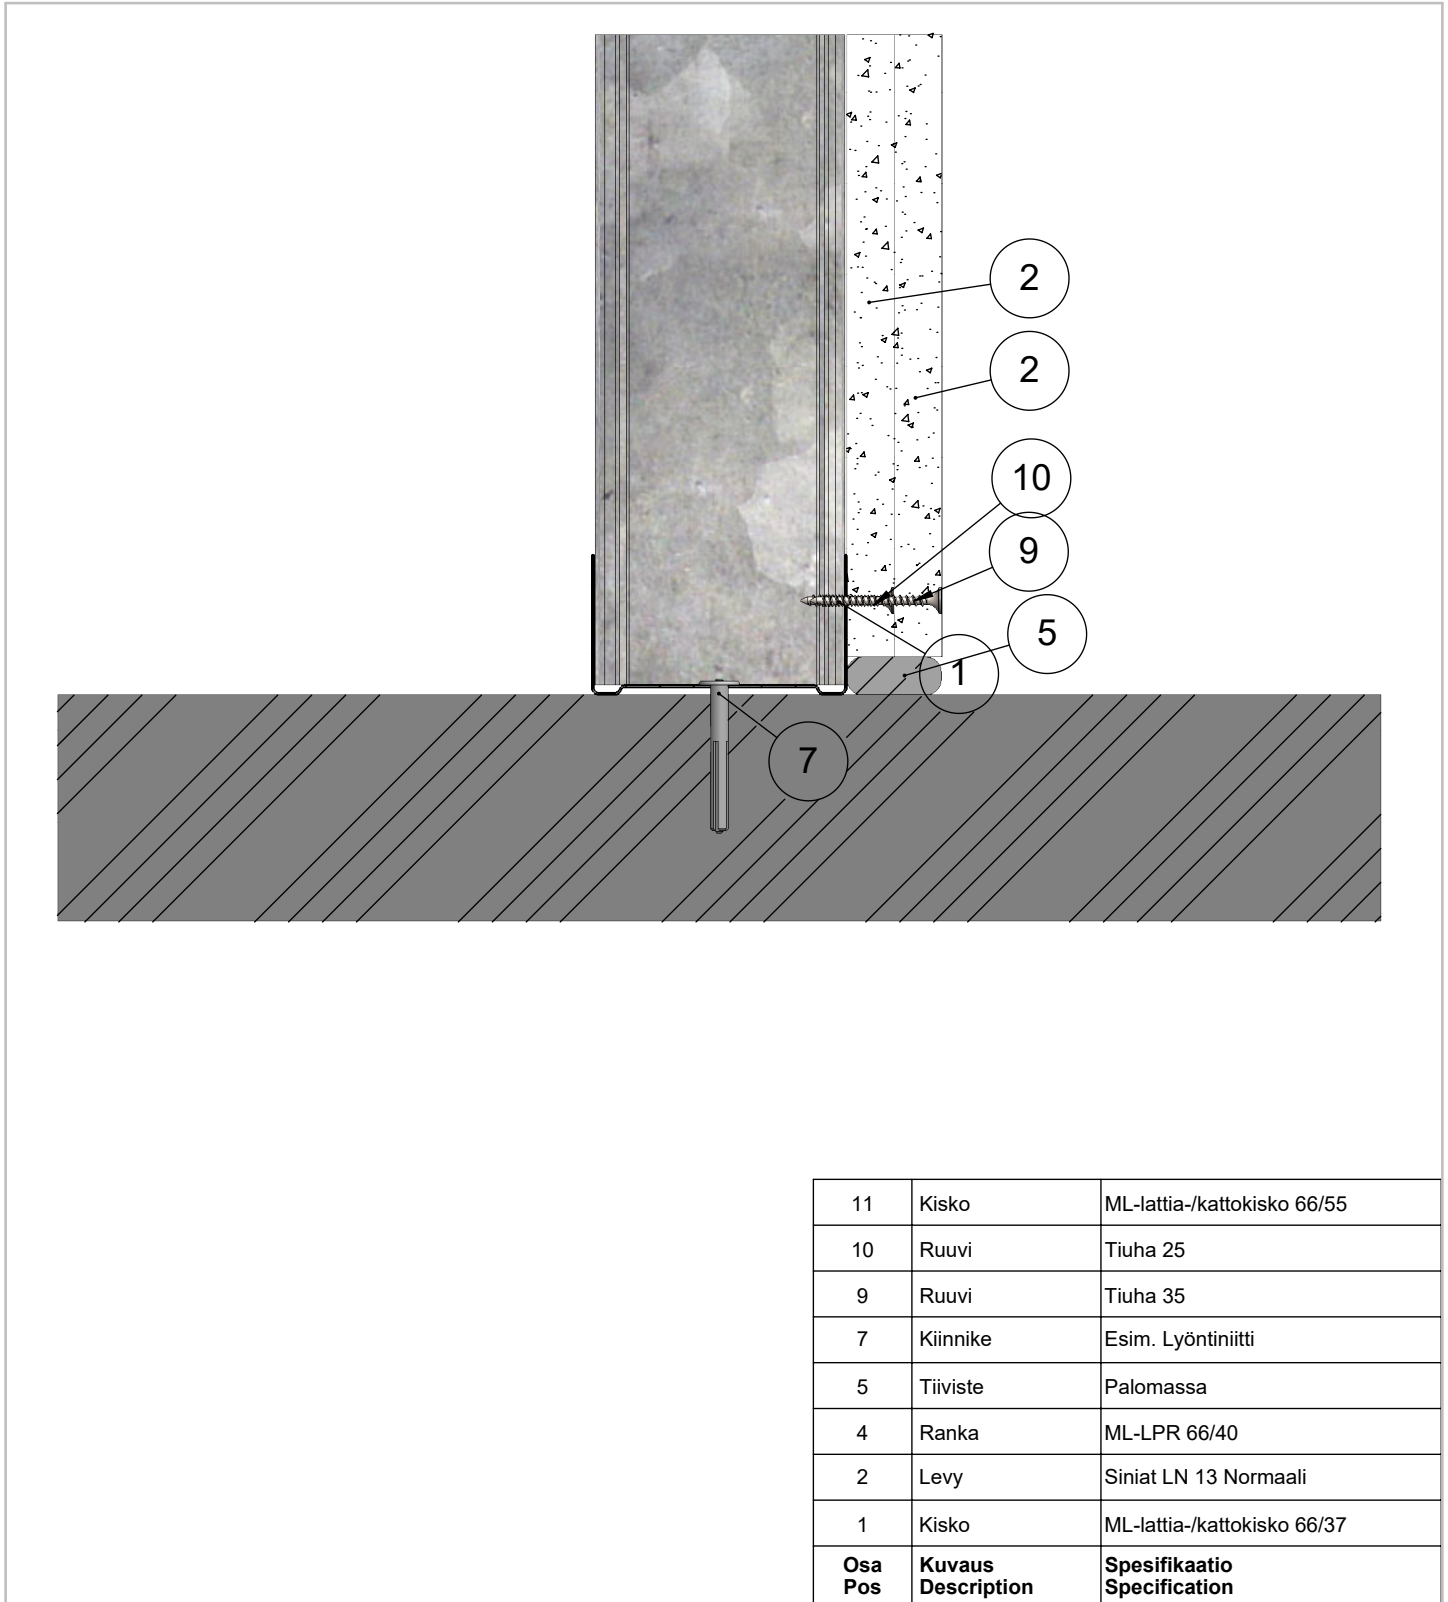 2
2
10
9
5
1
7
11 Kisko ML-lattia-/kattokisko 66/55
10 Ruuvi Tiuha 25
9 Ruuvi Tiuha 35
7 Kiinnike Esim. Lyöntiniitti
5 Tiiviste Palomassa
4 Ranka ML-LPR 66/40
2 Levy Siniat LN 13 Normaali
1 Kisko ML-lattia-/kattokisko 66/37
Osa Kuvaus Spesifikaatio
Pos Description Specification